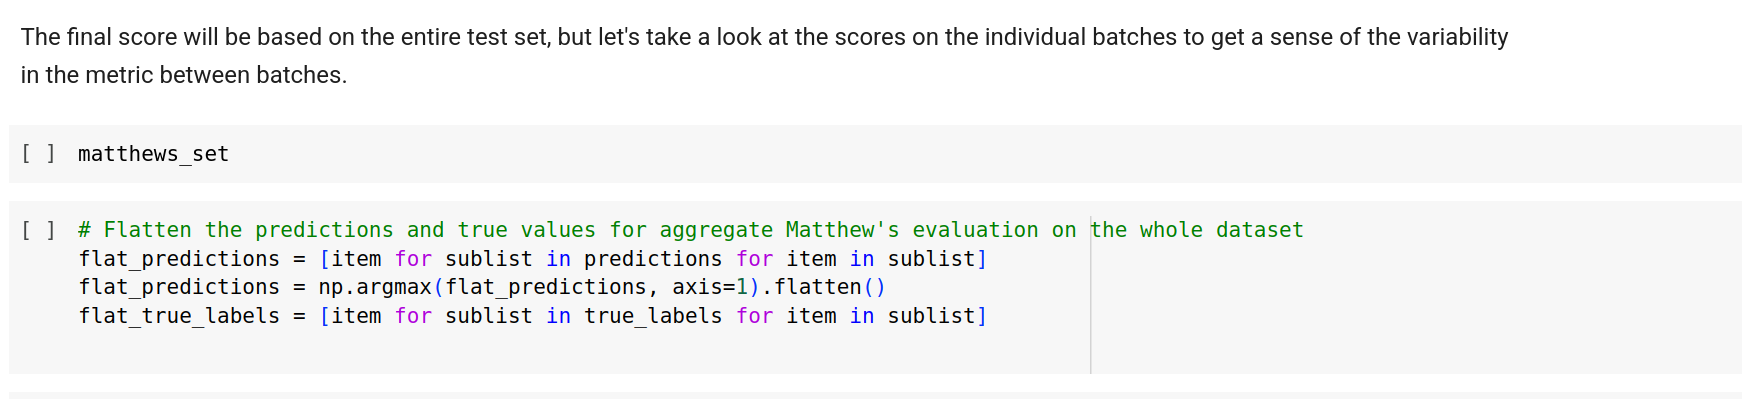 The final score will be based on the entire test set, but let's take a look at the scores on the individual batches to get a sense of the variability
in the metric between batches.
[ ] matthews_set
[ ] # Flatten the predictions and true values for aggregate Matthew's evaluation on the whole dataset
flat_predictions = [item for sublist in predictions for item in sublist]
flat_predictions = np.argmax(flat_predictions, axis=1).flatten()
flat_true_labels = [item for sublist in true_labels for item in sublist]